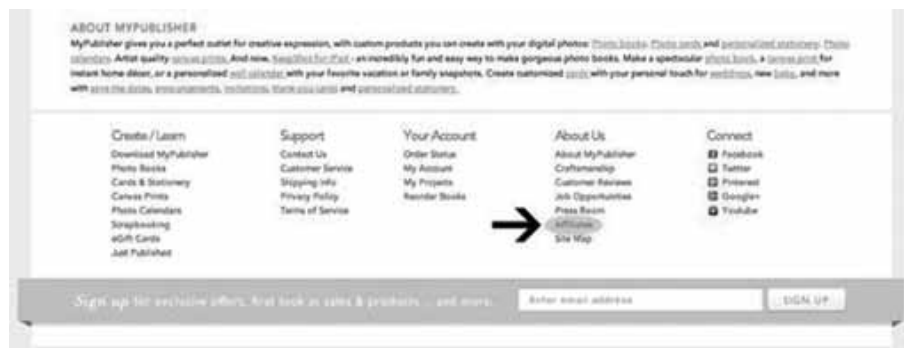 ABOUT MYPUBLISHER
MyPublisher gives you a perfect outlet for creative expression, with custom products you can create with your digital photos: Photo books, Photo cards and personalized stationery, Photo
calendars. Artist quality canvas prints. And now, KeepShot for iPad - an incredibly fun and easy way to make gorgeous photo books. Make a spectacular photo book, a canvas print for
instant home décor, or a personalized wall calendar with your favorite vacation or family snapshots. Create customized cards with your personal touch for weddings, new baby, and more
with save the dates, announcements, invitations, thank you cards and personalized stationery.
Create / Learn
Download MyPublisher
Photo Books
Cards & Stationery
Canvas Prints
Photo Calendars
Scrapbooking
eGift Cards
Just Published
Support
Contact Us
Customer Service
Shipping Info
Privacy Policy
Terms of Service
Your Account
Order Status
My Account
My Projects
Reorder Books
About Us
About MyPublisher
Craftsmanship
Customer Reviews
Job Opportunities
Press Room
Affiliates
Site Map
Connect
Facebook
Twitter
Pinterest
Google+
Youtube
Sign up for exclusive offers, first look at sales & products ... and more.
Enter email address
SIGN UP